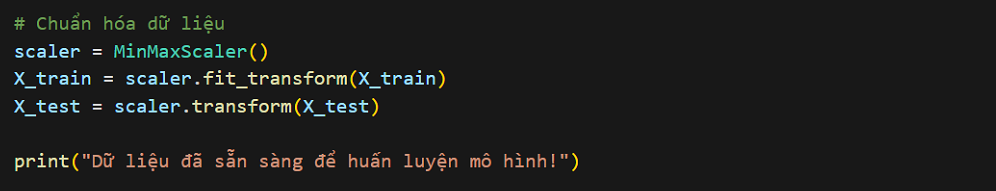 # Chuẩn hóa dữ liệu
scaler = MinMaxScaler()
X_train = scaler.fit_transform(X_train)
X_test = scaler.transform(X_test)
print("Dữ liệu đã sẵn sàng để huấn luyện mô hình!")